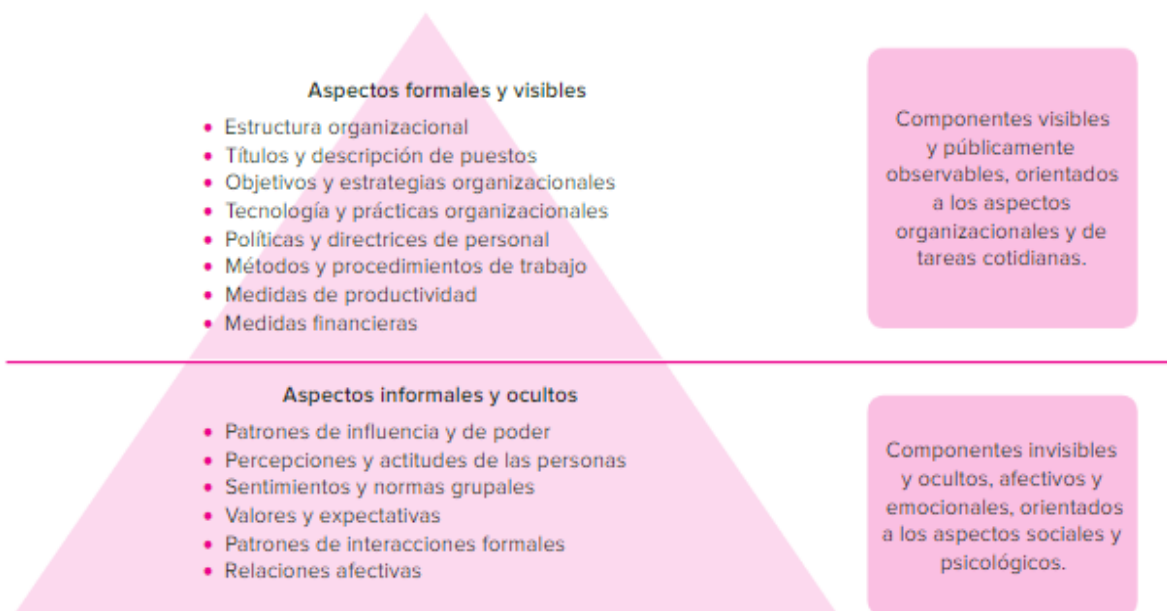 Aspectos formales y visibles
• Estructura organizacional
• Títulos y descripción de puestos
• Objetivos y estrategias organizacionales
• Tecnología y prácticas organizacionales
• Políticas y directrices de personal
• Métodos y procedimientos de trabajo
• Medidas de productividad
• Medidas financieras
Componentes visibles
y públicamente
observables, orientados
a los aspectos
organizacionales y de
tareas cotidianas.
Aspectos informales y ocultos
• Patrones de influencia y de poder
• Percepciones y actitudes de las personas
• Sentimientos y normas grupales
• Valores y expectativas
• Patrones de interacciones formales
• Relaciones afectivas
Componentes invisibles
y ocultos, afectivos y
emocionales, orientados
a los aspectos sociales y
psicológicos.